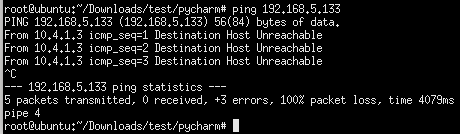 root@ubuntu:~/Downloads/test/pycharm# ping 192.168.5.133
PING 192.168.5.133 (192.168.5.133) 56(84) bytes of data.
From 10.4.1.3 icmp_seq=1 Destination Host Unreachable
From 10.4.1.3 icmp_seq=2 Destination Host Unreachable
From 10.4.1.3 icmp_seq=3 Destination Host Unreachable
^C
--- 192.168.5.133 ping statistics ---
5 packets transmitted, 0 received, +3 errors, 100% packet loss, time 4079ms
pipe 4
root@ubuntu:~/Downloads/test/pycharm#